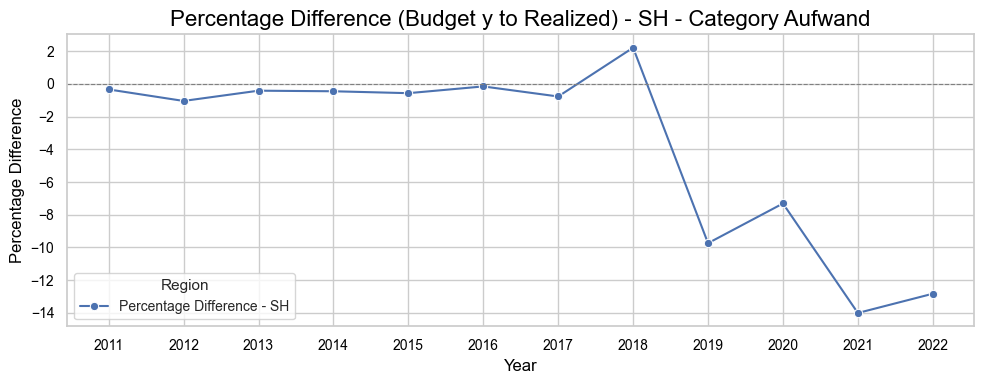 Percentage Difference (Budget y to Realized) - SH - Category Aufwand
Percentage Difference
2
0
−2
−4
−6
−8
−10
−12
−14
Region
Percentage Difference - SH
2011 2012 2013 2014 2015 2016 2017 2018 2019 2020 2021 2022
Year